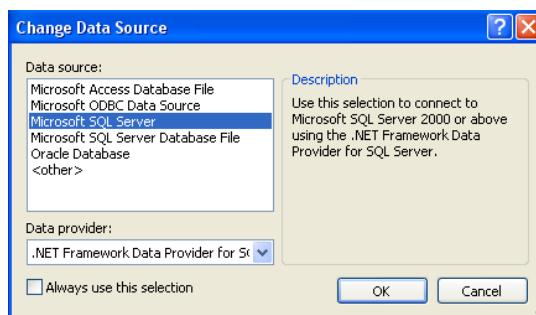 Change Data Source
Data source:
Microsoft Access Database File
Microsoft ODBC Data Source
Microsoft SQL Server
Microsoft SQL Server Database File
Oracle Database
<other>
Description
Use this selection to connect to
Microsoft SQL Server 2000 or above
using the .NET Framework Data
Provider for SQL Server.
Data provider:
.NET Framework Data Provider for
Always use this selection
OK
Cancel